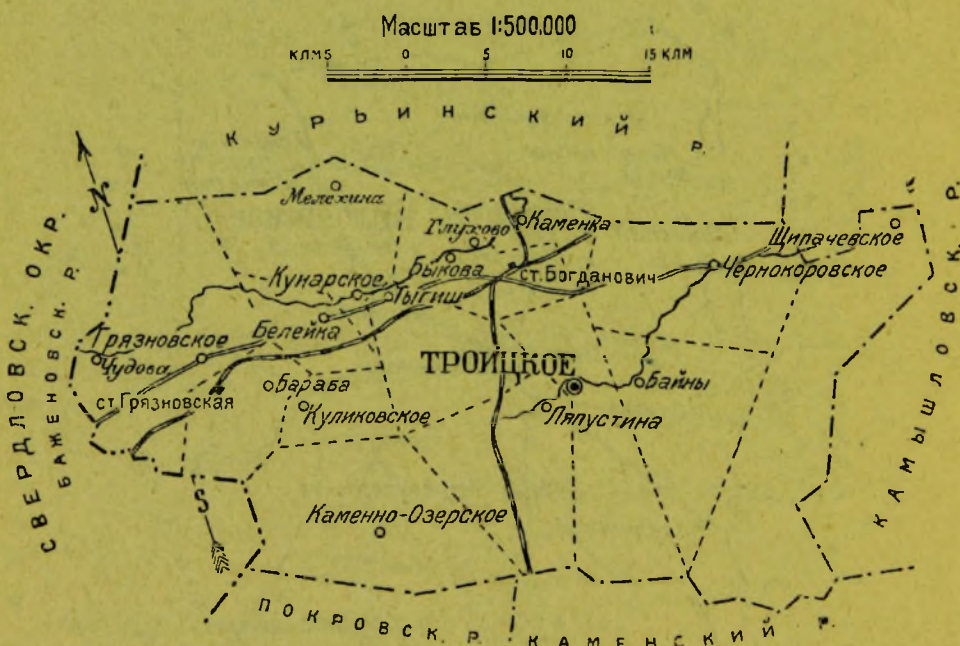 Масштаб 1:500.000
КЛМ 5 0 5 10 15 КЛМ
КУРЬИНСКИЙ Р.
N
Мелехина
Каменка
Глухово
Щипачевское
Быкова
ст. Богданович
Чернокоровское
Кунарское
Тыгиш
Белейка
Грязновское
Чудова
ТРОИЦКОЕ
Бараба
Байны
ст. Грязновская
Куликовское
Ляпустина
S
Каменно-Озерское
СВЕРДЛОВСК. ОКР.
БАЖЕНОВСК. Р.
КАМЫШЛОВСК. Р.
ПОКРОВСК. Р.
КАМЕНСКИЙ Р.